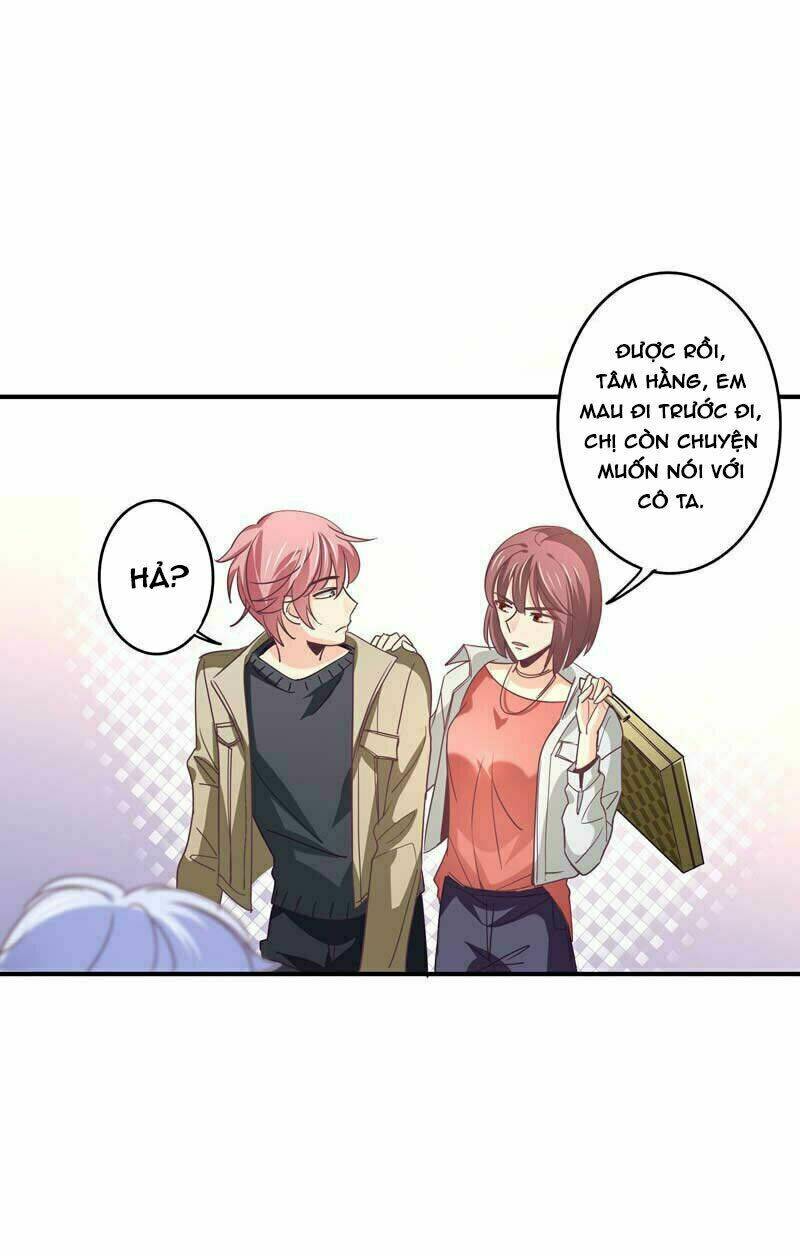 ĐƯỢC RỒI,
TÂM HẰNG, EM
MAU ĐI TRƯỚC ĐI,
CHỊ CÒN CHUYỆN
MUỐN NÓI VỚI
CÔ TA.
HẢ?